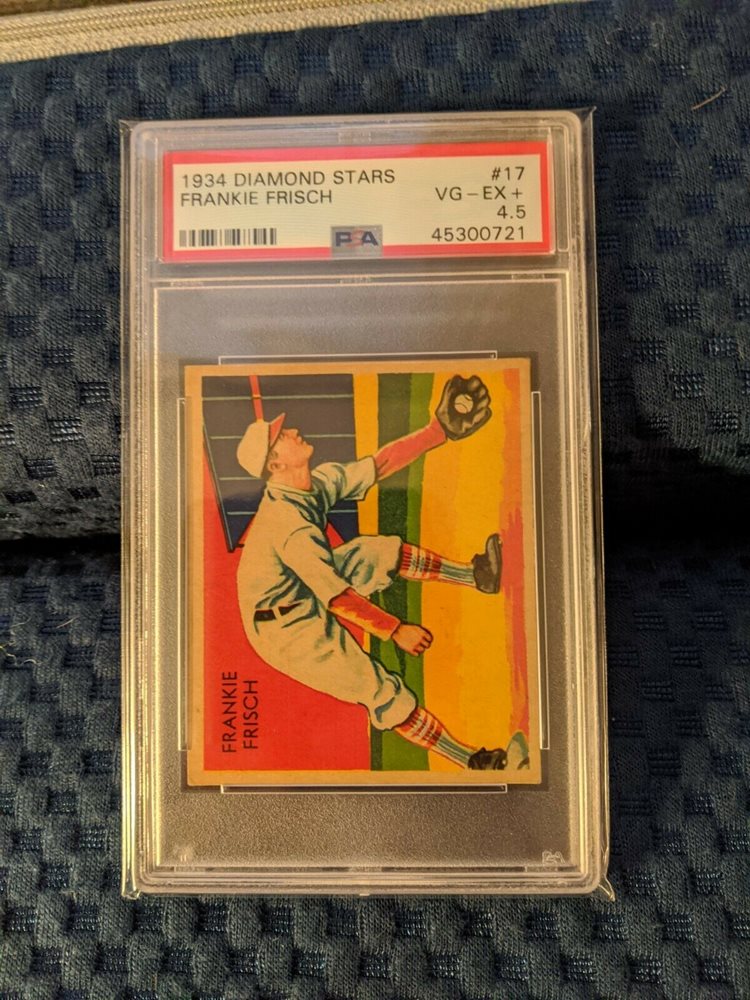 1934 DIAMOND STARS #17
FRANKIE FRISCH VG-EX+
4.5
PSA 45300721
FRANKIE
FRISCH